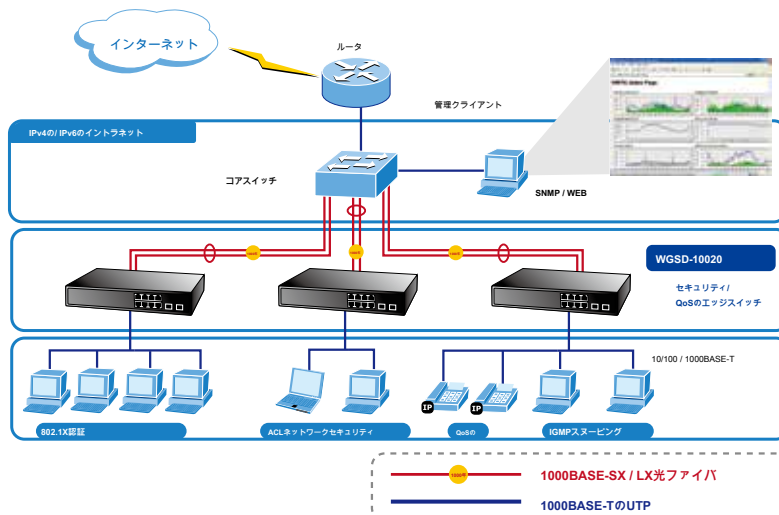 インターネット
ルータ
管理クライアント
IPv4の/ IPv6のイントラネット
コアスイッチ
SNMP / WEB
WGSD-10020
セキュリティ/
QoSのエッジスイッチ
10/100 / 1000BASE-T
IP
IP
802.1X認証
ACLネットワークセキュリティ
QoSの
IGMPスヌーピング
1000BASE-SX / LX光ファイバ
1000BASE-TのUTP